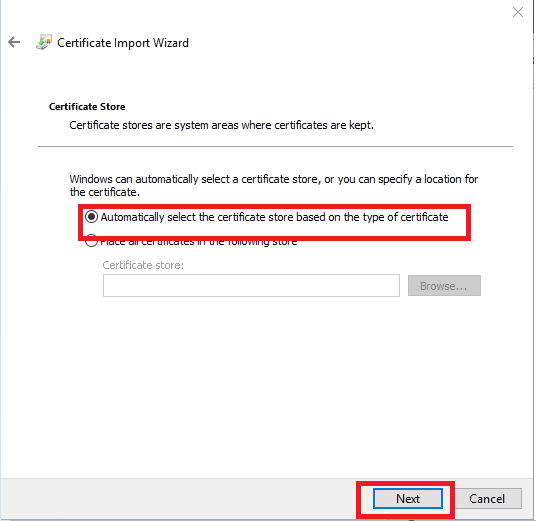 Certificate Import Wizard
Certificate Store
Certificate stores are system areas where certificates are kept.
Windows can automatically select a certificate store, or you can specify a location for
the certificate.
Automatically select the certificate store based on the type of certificate
Place all certificates in the following store
Certificate store:
Browse...
Next
Cancel